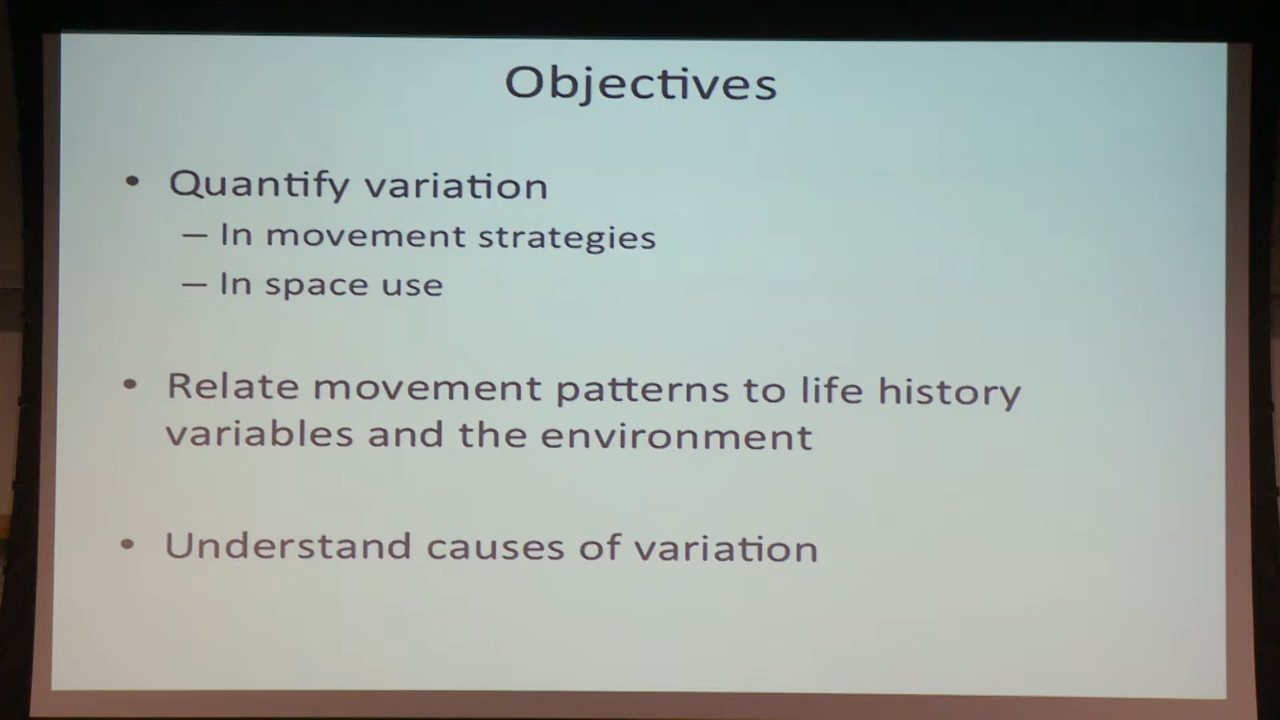 Objectives
• Quantify variation
– In movement strategies
– In space use
• Relate movement patterns to life history
variables and the environment
• Understand causes of variation